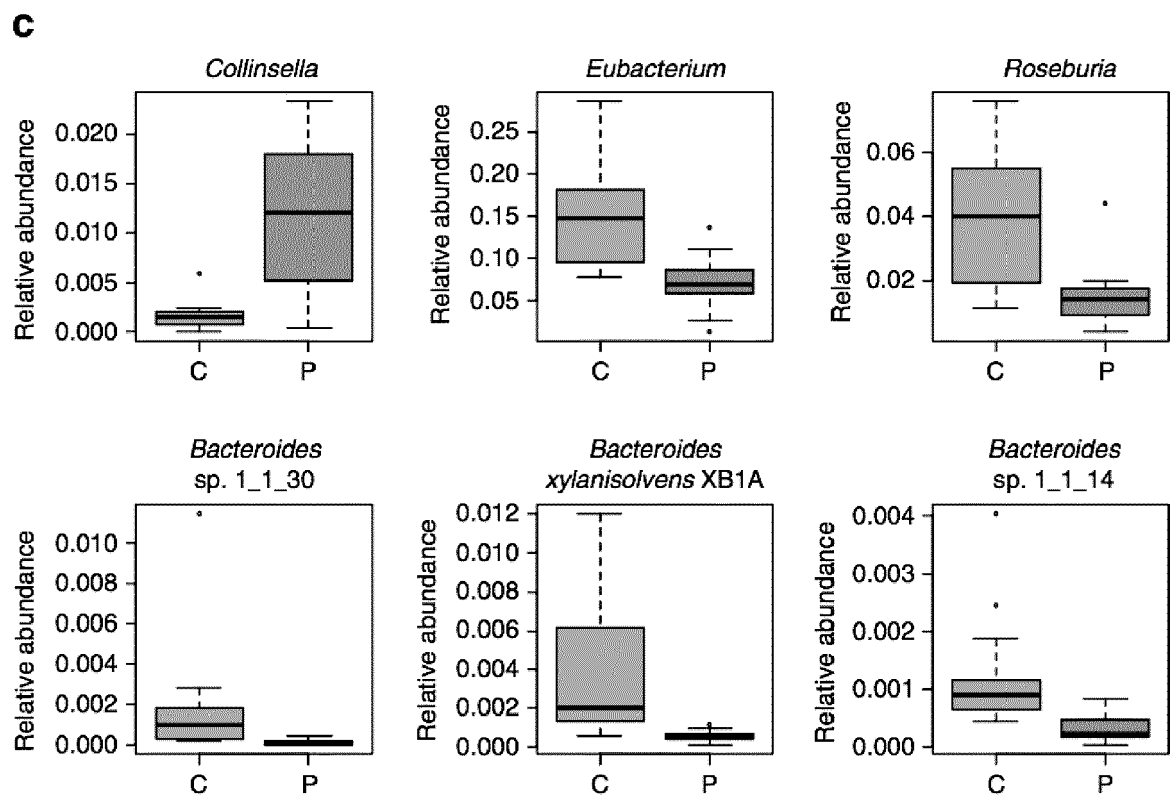 c
Collinsella
Relative abundance
0.020
0.015
0.010
0.005
0.000
C P
Eubacterium
Relative abundance
0.25
0.20
0.15
0.10
0.05
C P
Roseburia
Relative abundance
0.06
0.04
0.02
C P
Bacteroides
sp. 1_1_30
Relative abundance
0.010
0.008
0.006
0.004
0.002
0.000
C P
Bacteroides
xylanisolvens XB1A
Relative abundance
0.012
0.010
0.008
0.006
0.004
0.002
0.000
C P
Bacteroides
sp. 1_1_14
Relative abundance
0.004
0.003
0.002
0.001
0.000
C P